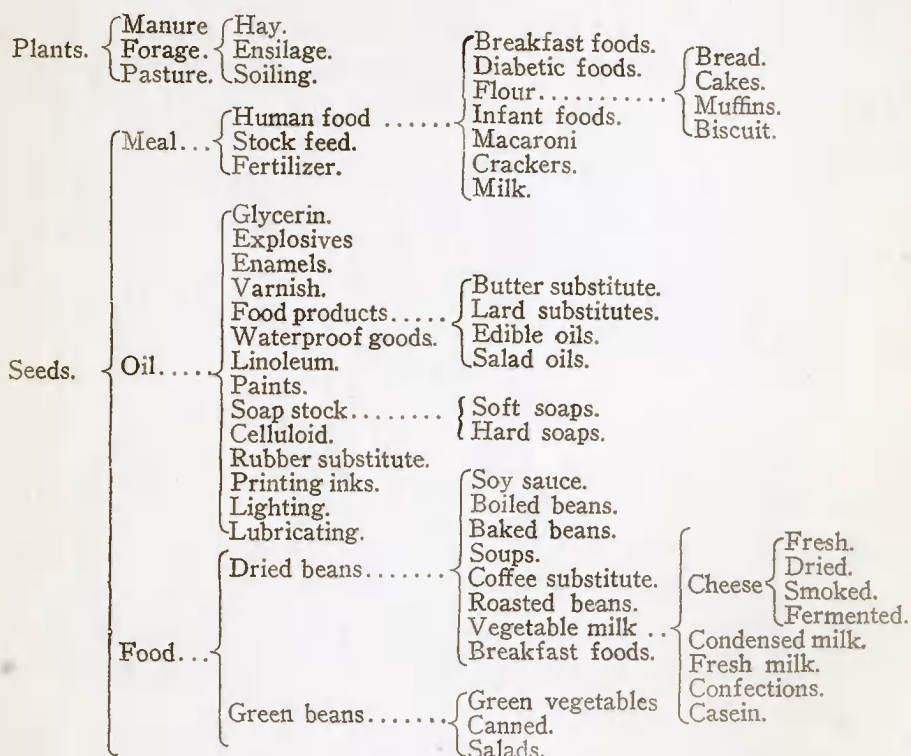 Plants. Manure Forage. Pasture. Hay. Ensilage. Soiling.
Seeds.
Meal...
Human food ......
Stock feed.
Fertilizer.
Breakfast foods.
Diabetic foods.
Flour............
Infant foods.
Macaroni
Crackers.
Milk.
Bread.
Cakes.
Muffins.
Biscuit.
Oil.....
Glycerin.
Explosives
Enamels.
Varnish.
Food products.....
Waterproof goods.
Linoleum.
Paints.
Soap stock........
Celluloid.
Rubber substitute.
Printing inks.
Lighting.
Lubricating.
Butter substitute.
Lard substitutes.
Edible oils.
Salad oils.
Soft soaps.
Hard soaps.
Food...
Dried beans.......
Soy sauce.
Boiled beans.
Baked beans.
Soups.
Coffee substitute.
Roasted beans.
Vegetable milk ..
Breakfast foods.
Cheese
Fresh.
Dried.
Smoked.
Fermented.
Condensed milk.
Fresh milk.
Confections.
Casein.
Green beans......
Green vegetables
Canned.
Salads.